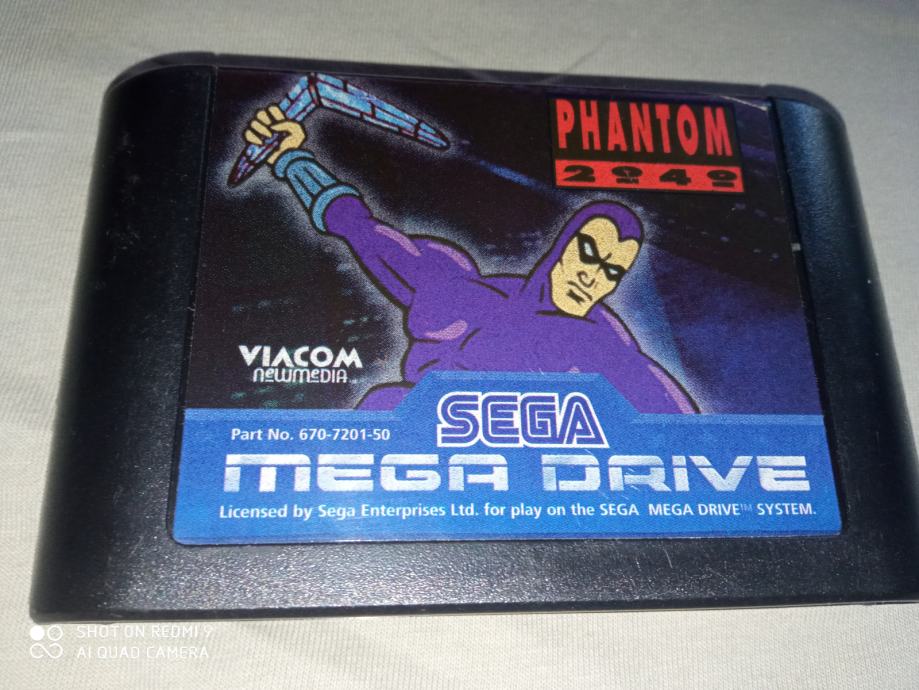 PHANTOM
2040
VIACOM
NEWMEDIA
SEGA
Part No. 670-7201-50
MEGA DRIVE
Licensed by Sega Enterprises Ltd. for play on the SEGA MEGA DRIVE™ SYSTEM.
SHOT ON REDMI 9
AI QUAD CAMERA